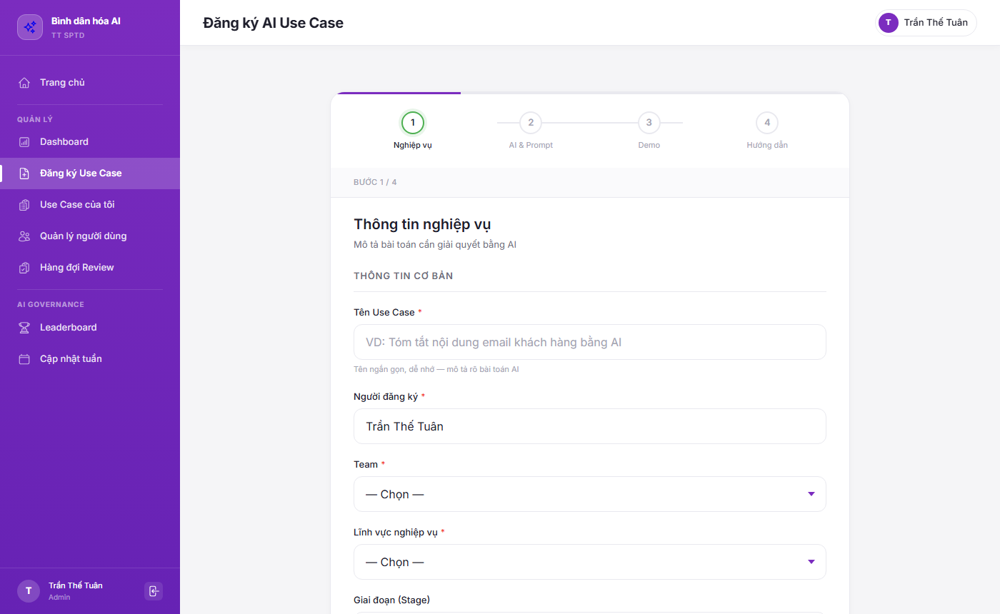 Bình dân hóa AI
TT SPTD
Trang chủ
QUẢN LÝ
Dashboard
Đăng ký Use Case
Use Case của tôi
Quản lý người dùng
Hàng đợi Review
AI GOVERNANCE
Leaderboard
Cập nhật tuần
T
Trần Thế Tuân
Admin
Đăng ký AI Use Case
T
Trần Thế Tuân
1
2
3
4
Nghiệp vụ
AI & Prompt
Demo
Hướng dẫn
BƯỚC 1 / 4
Thông tin nghiệp vụ
Mô tả bài toán cần giải quyết bằng AI
THÔNG TIN CƠ BẢN
Tên Use Case *
VD: Tóm tắt nội dung email khách hàng bằng AI
Tên ngắn gọn, dễ nhớ — mô tả rõ bài toán AI
Người đăng ký *
Trần Thế Tuân
Team *
— Chọn —
Lĩnh vực nghiệp vụ *
— Chọn —
Giai đoạn (Stage)